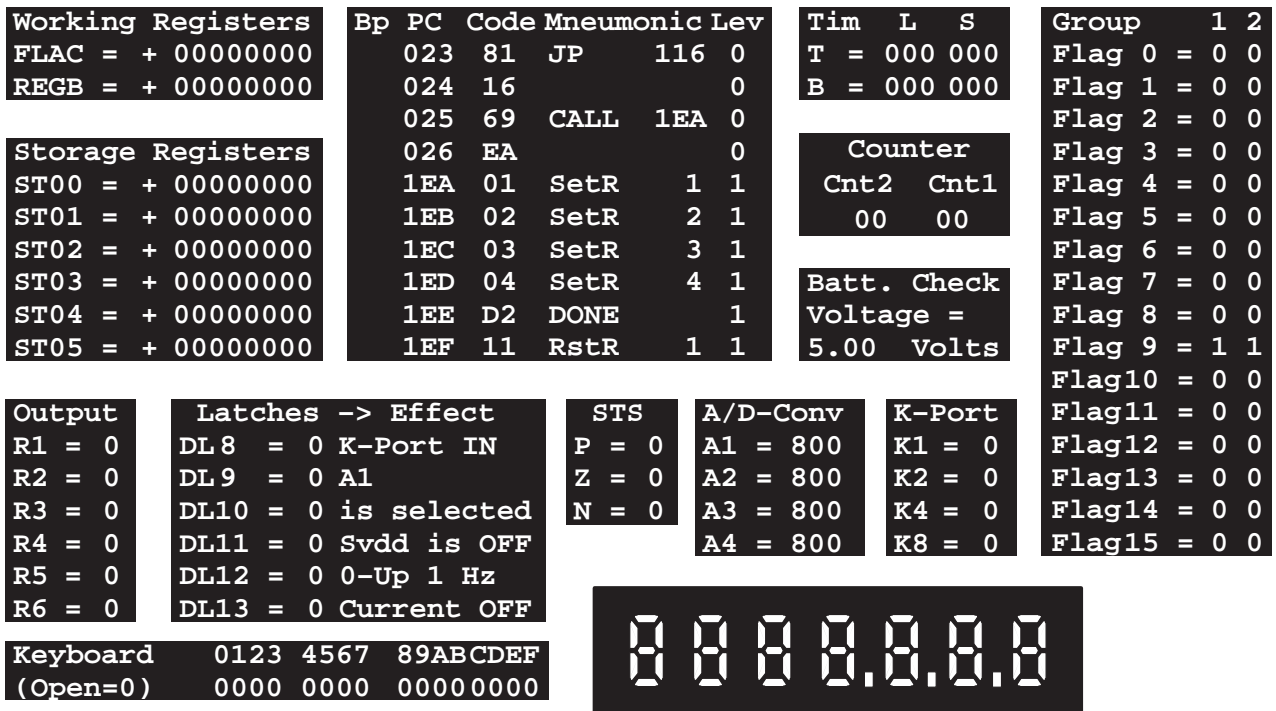 Working Registers
FLAC = + 00000000
REGB = + 00000000
Storage Registers
ST00 = + 00000000
ST01 = + 00000000
ST02 = + 00000000
ST03 = + 00000000
ST04 = + 00000000
ST05 = + 00000000
Bp PC Code Mneumonic Lev
023 81 JP 116 0
024 16 0
025 69 CALL 1EA 0
026 EA 0
1EA 01 SetR 1 1
1EB 02 SetR 2 1
1EC 03 SetR 3 1
1ED 04 SetR 4 1
1EE D2 DONE 1
1EF 11 RstR 1 1
Tim L S
T = 000 000
B = 000 000
Counter
Cnt2 Cnt1
00 00
Batt. Check
Voltage =
5.00 Volts
Group 1 2
Flag 0 = 0 0
Flag 1 = 0 0
Flag 2 = 0 0
Flag 3 = 0 0
Flag 4 = 0 0
Flag 5 = 0 0
Flag 6 = 0 0
Flag 7 = 0 0
Flag 8 = 0 0
Flag 9 = 1 1
Flag10 = 0 0
Flag11 = 0 0
Flag12 = 0 0
Flag13 = 0 0
Flag14 = 0 0
Flag15 = 0 0
Output
R1 = 0
R2 = 0
R3 = 0
R4 = 0
R5 = 0
R6 = 0
Latches -> Effect
DL8 = 0 K-Port IN
DL9 = 0 A1
DL10 = 0 is selected
DL11 = 0 Svdd is OFF
DL12 = 0 0-Up 1 Hz
DL13 = 0 Current OFF
STS
P = 0
Z = 0
N = 0
A/D-Conv
A1 = 800
A2 = 800
A3 = 800
A4 = 800
K-Port
K1 = 0
K2 = 0
K4 = 0
K8 = 0
Keyboard 0123 4567 89ABCDEF
(Open=0) 0000 0000 00000000
8 8 8 8.8.8.8